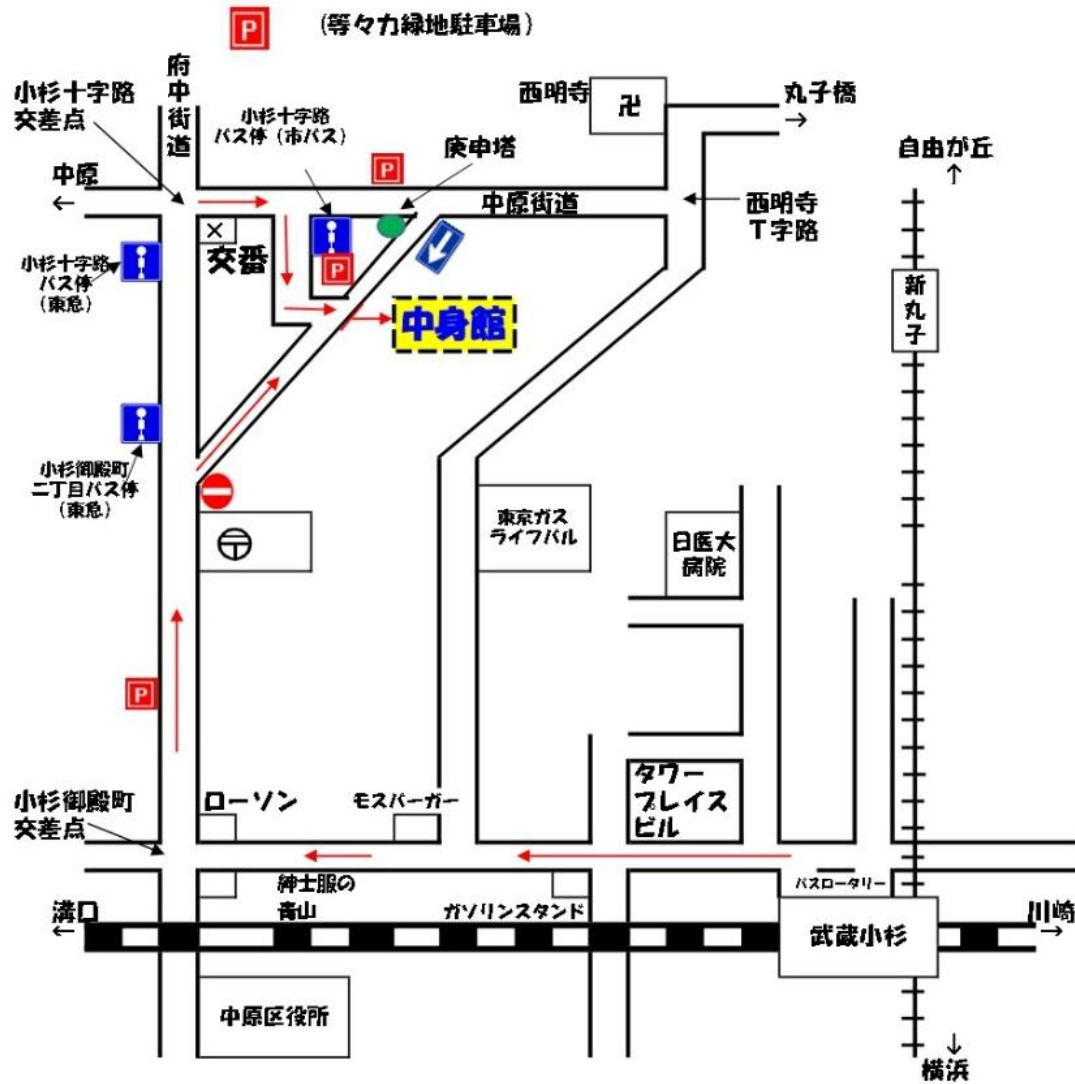 P
(等々力緑地駐車場)
府中街道
小杉十字路
交差点
小杉十字路
バス停（市バス）
西明寺
卍
丸子橋
→
自由が丘
↑
中原
←
P
庚申塔
中原街道
西明寺
T字路
交番
小杉十字路
バス停
(東急)
P
中身館
新丸子
小杉御殿町
二丁目バス停
(東急)
〒
東京ガス
ライフバル
日医大
病院
P
小杉御殿町
交差点
ローソン
モスバーガー
タワー
プレイス
ビル
紳士服の
青山
ガソリンスタンド
バスロータリー
溝口
←
武蔵小杉
川崎
→
中原区役所
↓
横浜